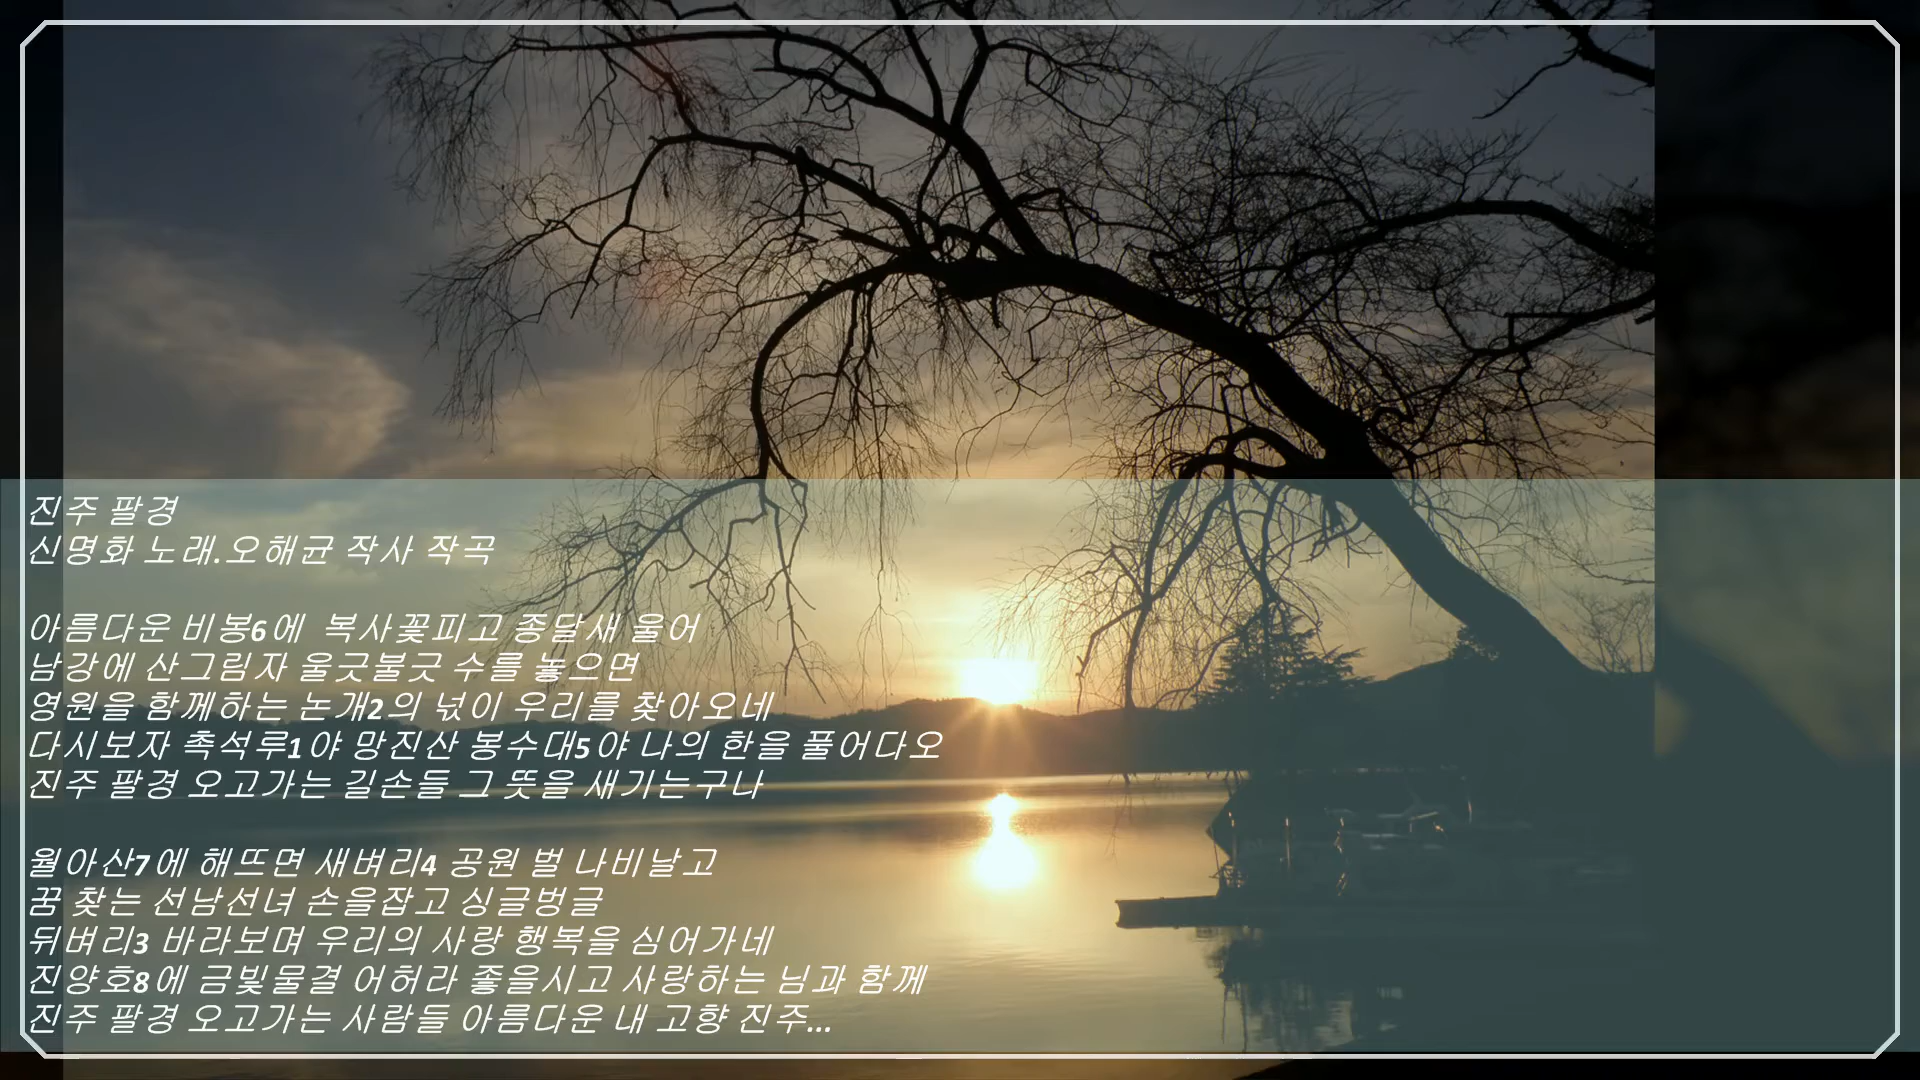 진주 팔경
신명화 노래.오해균 작사 작곡
아름다운 비봉6에 복사꽃피고 종달새 울어
남강에 산그림자 울긋불긋 수를 놓으면
영원을 함께하는 논개2의 넋이 우리를 찾아오네
다시보자 촉석루1야 망진산 봉수대5야 나의 한을 풀어다오
진주 팔경 오고가는 길손들 그 뜻을 새기는구나
월아산7에 해뜨면 새벼리4 공원 벌 나비날고
꿈 찾는 선남선녀 손을잡고 싱글벙글
뒤벼리3 바라보며 우리의 사랑 행복을 심어가네
진양호8에 금빛물결 어허라 좋을시고 사랑하는 님과 함께
진주 팔경 오고가는 사람들 아름다운 내 고향 진주...